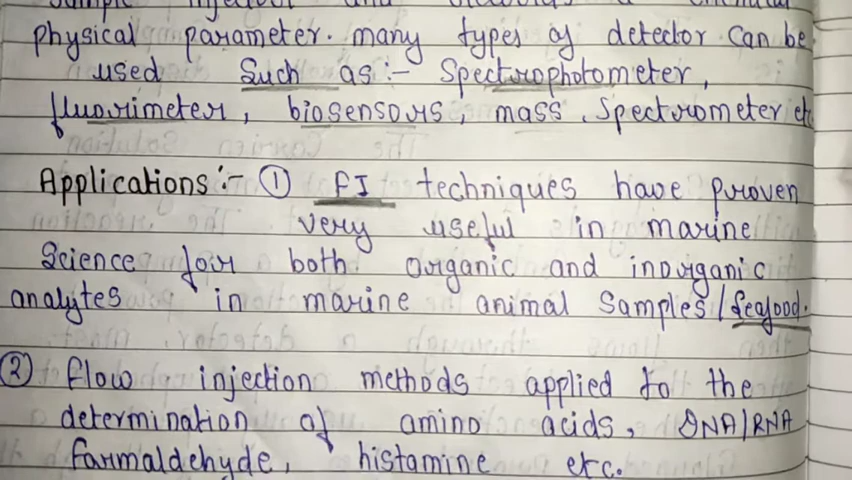 physical parameter. many types of detector can be
used such as:- Spectrophotometer,
fluorimeter, biosensors, mass, Spectrometer etc
Applications:- ① FI techniques have proven
very useful in marine
Science for both organic and inorganic
analytes in marine animal Samples/Seafood.
② flow injection methods applied to the
determination of amino acids, DNA/RNA
farmaldehyde, histamine etc.